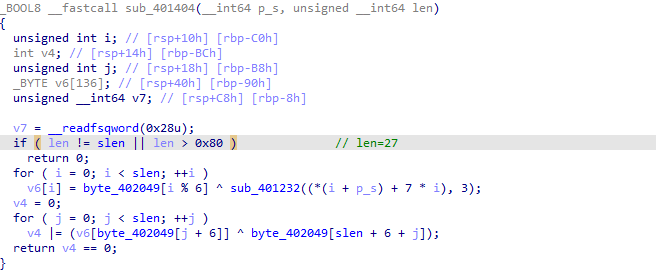 _BOOL8 __fastcall sub_401404(__int64 p_s, unsigned __int64 len)
{
  unsigned int i; // [rsp+10h] [rbp-C0h]
  int v4; // [rsp+14h] [rbp-BCh]
  unsigned int j; // [rsp+18h] [rbp-B8h]
  _BYTE v6[136]; // [rsp+40h] [rbp-90h]
  unsigned __int64 v7; // [rsp+C8h] [rbp-8h]

  v7 = __readfsqword(0x28u);
  if ( len != slen || len > 0x80 )                // len=27
    return 0;
  for ( i = 0; i < slen; ++i )
    v6[i] = byte_402049[i % 6] ^ sub_401232((*(i + p_s) + 7 * i), 3);
  v4 = 0;
  for ( j = 0; j < slen; ++j )
    v4 |= (v6[byte_402049[j + 6]] ^ byte_402049[slen + 6 + j]);
  return v4 == 0;
}